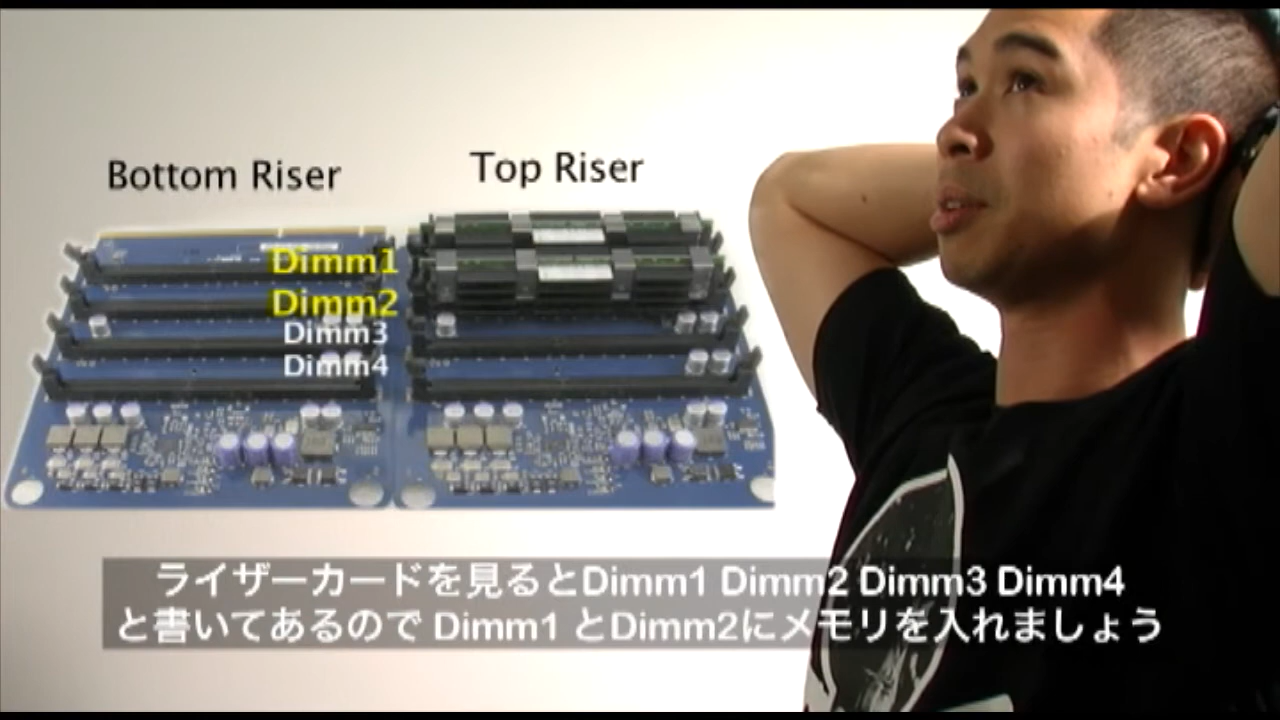 Bottom Riser
Top Riser
Dimm1
Dimm2
Dimm3
Dimm4
ライザーカードを見るとDimm1 Dimm2 Dimm3 Dimm4
と書いてあるので Dimm1 とDimm2にメモリを入れましょう